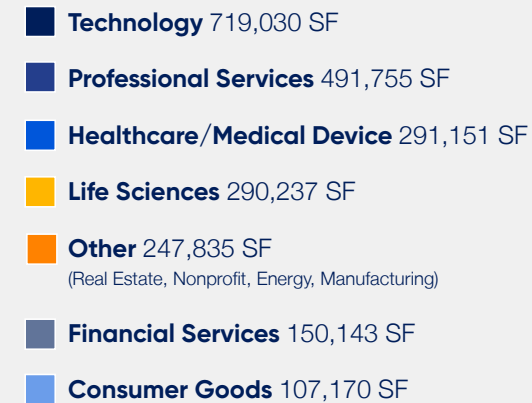 Technology 719,030 SF
Professional Services 491,755 SF
Healthcare/Medical Device 291,151 SF
Life Sciences 290,237 SF
Other 247,835 SF
(Real Estate, Nonprofit, Energy, Manufacturing)
Financial Services 150,143 SF
Consumer Goods 107,170 SF